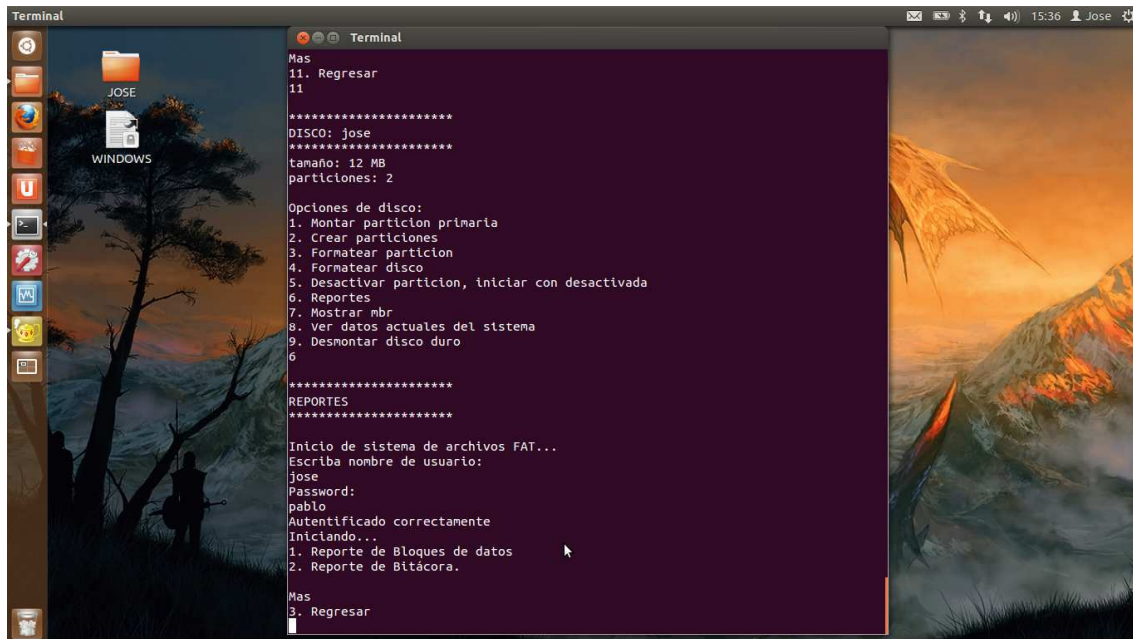 Terminal
15:36 Jose
JOSE
WINDOWS
Terminal
Mas
11. Regresar
11
**********************
DISCO: jose
**********************
tamaño: 12 MB
particiones: 2
Opciones de disco:
1. Montar particion primaria
2. Crear particiones
3. Formatear particion
4. Formatear disco
5. Desactivar particion, iniciar con desactivada
6. Reportes
7. Mostrar mbr
8. Ver datos actuales del sistema
9. Desmontar disco duro
6
**********************
REPORTES
**********************
Inicio de sistema de archivos FAT...
Escriba nombre de usuario:
jose
Password:
pablo
Autentificado correctamente
Iniciando...
1. Reporte de Bloques de datos
2. Reporte de Bitácora.
Mas
3. Regresar